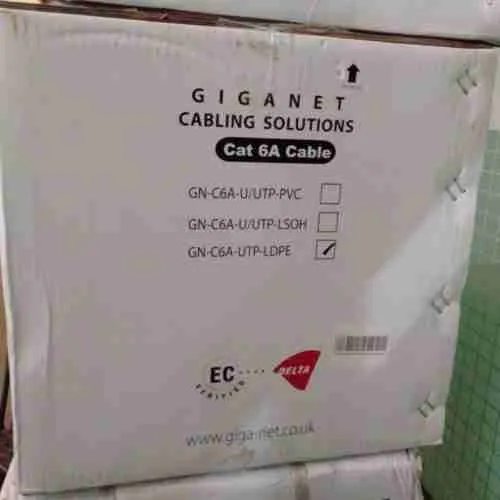 GIGANET
CABLING SOLUTIONS
Cat 6A Cable
GN-C6A-U/UTP-PVC
GN-C6A-U/UTP-LSOH
GN-C6A-UTP-LDPE
EC
VERIFIED
DELTA
www.giga-net.co.uk